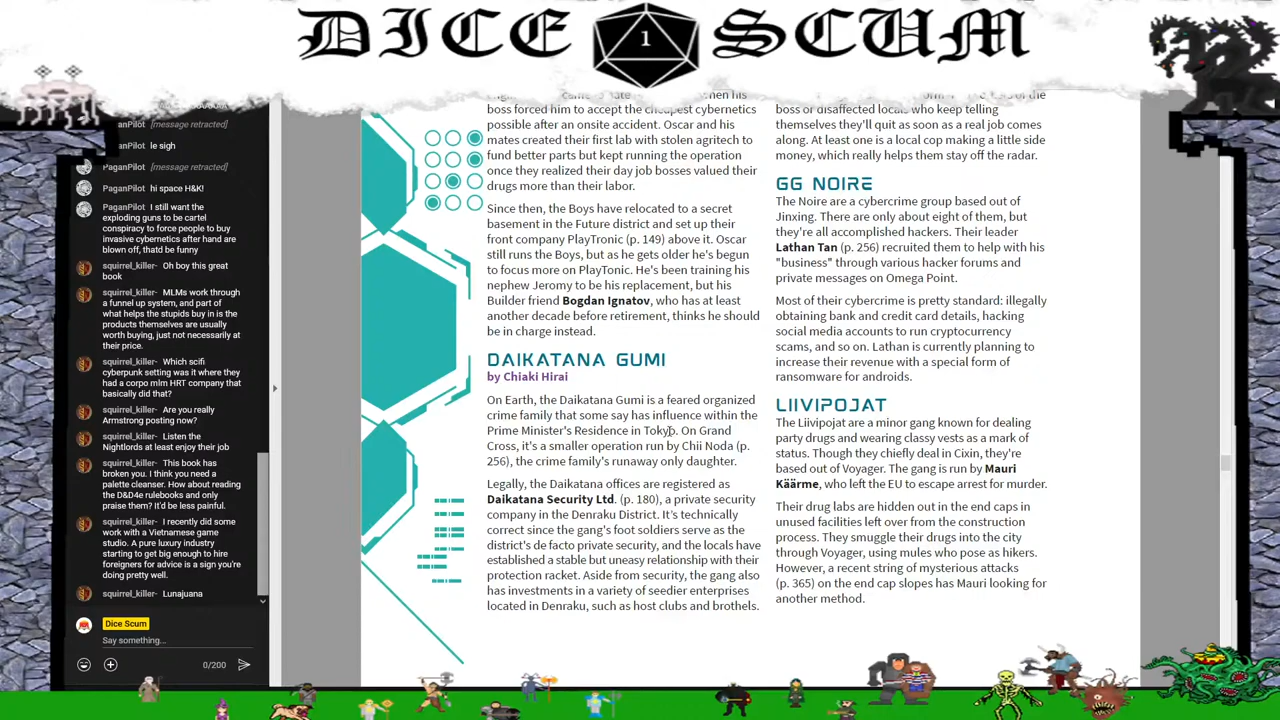 DICE 1 SCUM
PaganPilot [message retracted]
PaganPilot le sigh
PaganPilot [message retracted]
PaganPilot hi space H&K!
PaganPilot I still want the
exploding guns to be cartel
conspiracy to force people to buy
invasive cybernetics after hand are
blown off, thatd be funny
squirrel_killer- Oh boy this great
book
squirrel_killer- MLMs work through
a funnel up system, and part of
what helps the stupids buy in is the
products themselves are usually
worth buying, just not necessarily at
their price.
squirrel_killer- Which scifi
cyberpunk setting was it where they
had a corpo mlm HRT company that
basically did that?
squirrel_killer- Are you really
Armstrong posting now?
squirrel_killer- Listen the
Nightlords at least enjoy their job
squirrel_killer- This book has
broken you. I think you need a
palette cleanser. How about reading
the D&D4e rulebooks and only
praise them? It'd be less painful.
squirrel_killer- I recently did some
work with a Vietnamese game
studio. A pure luxury industry
starting to get big enough to hire
foreigners for advice is a sign you're
doing pretty well.
squirrel_killer- Lunajuana
Dice Scum
Say something...
0/200
when his
boss forced him to accept the cheapest cybernetics
possible after an onsite accident. Oscar and his
mates created their first lab with stolen agritech to
fund better parts but kept running the operation
once they realized their day job bosses valued their
drugs more than their labor.
Since then, the Boys have relocated to a secret
basement in the Future district and set up their
front company PlayTronic (p. 149) above it. Oscar
still runs the Boys, but as he gets older he's begun
to focus more on PlayTonic. He's been training his
nephew Jeromy to be his replacement, but his
Builder friend Bogdan Ignatov, who has at least
another decade before retirement, thinks he should
be in charge instead.
DAIKATANA GUMI
by Chiaki Hirai
On Earth, the Daikatana Gumi is a feared organized
crime family that some say has influence within the
Prime Minister's Residence in Tokyo. On Grand
Cross, it's a smaller operation run by Chii Noda (p.
256), the crime family's runaway only daughter.
Legally, the Daikatana offices are registered as
Daikatana Security Ltd. (p. 180), a private security
company in the Denraku District. It's technically
correct since the gang's foot soldiers serve as the
district's de facto private security, and the locals have
established a stable but uneasy relationship with their
protection racket. Aside from security, the gang also
has investments in a variety of seedier enterprises
located in Denraku, such as host clubs and brothels.
boss or disaffected locals who keep telling
themselves they'll quit as soon as a real job comes
along. At least one is a local cop making a little side
money, which really helps them stay off the radar.
GG NOIRE
The Noire are a cybercrime group based out of
Jinxing. There are only about eight of them, but
they're all accomplished hackers. Their leader
Lathan Tan (p. 256) recruited them to help with his
"business" through various hacker forums and
private messages on Omega Point.
Most of their cybercrime is pretty standard: illegally
obtaining bank and credit card details, hacking
social media accounts to run cryptocurrency
scams, and so on. Lathan is currently planning to
increase their revenue with a special form of
ransomware for androids.
LIIVIPOJAT
The Liivipojat are a minor gang known for dealing
party drugs and wearing classy vests as a mark of
status. Though they chiefly deal in Cixin, they're
based out of Voyager. The gang is run by Mauri
Käärme, who left the EU to escape arrest for murder.
Their drug labs are hidden out in the end caps in
unused facilities left over from the construction
process. They smuggle their drugs into the city
through Voyager, using mules who pose as hikers.
However, a recent string of mysterious attacks
(p. 365) on the end cap slopes has Mauri looking for
another method.